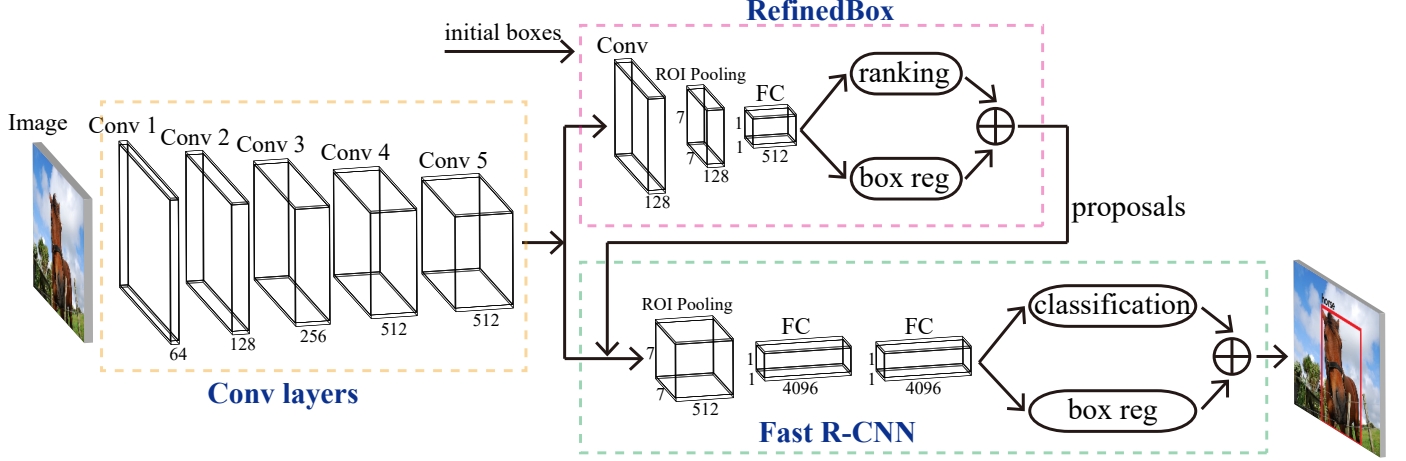 RefinedBox
initial boxes
Conv
ROI Pooling
FC
ranking
7
7
128
128
1
1
512
box reg
proposals
Image
Conv 1
Conv 2
Conv 3
Conv 4
Conv 5
64
128
256
512
512
Conv layers
ROI Pooling
7
7
512
FC
1
1
4096
FC
1
1
4096
classification
box reg
Fast R-CNN
horse